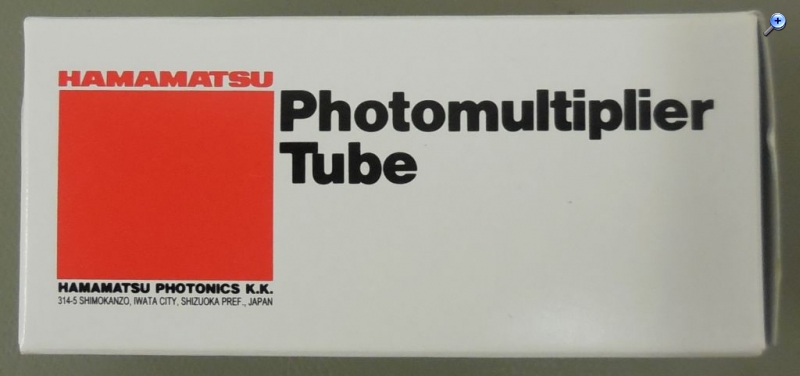 HAMAMATSU
Photomultiplier
Tube
HAMAMATSU PHOTONICS K.K.
314-5 SHIMOKANZO, IWATA CITY, SHIZUOKA PREF., JAPAN